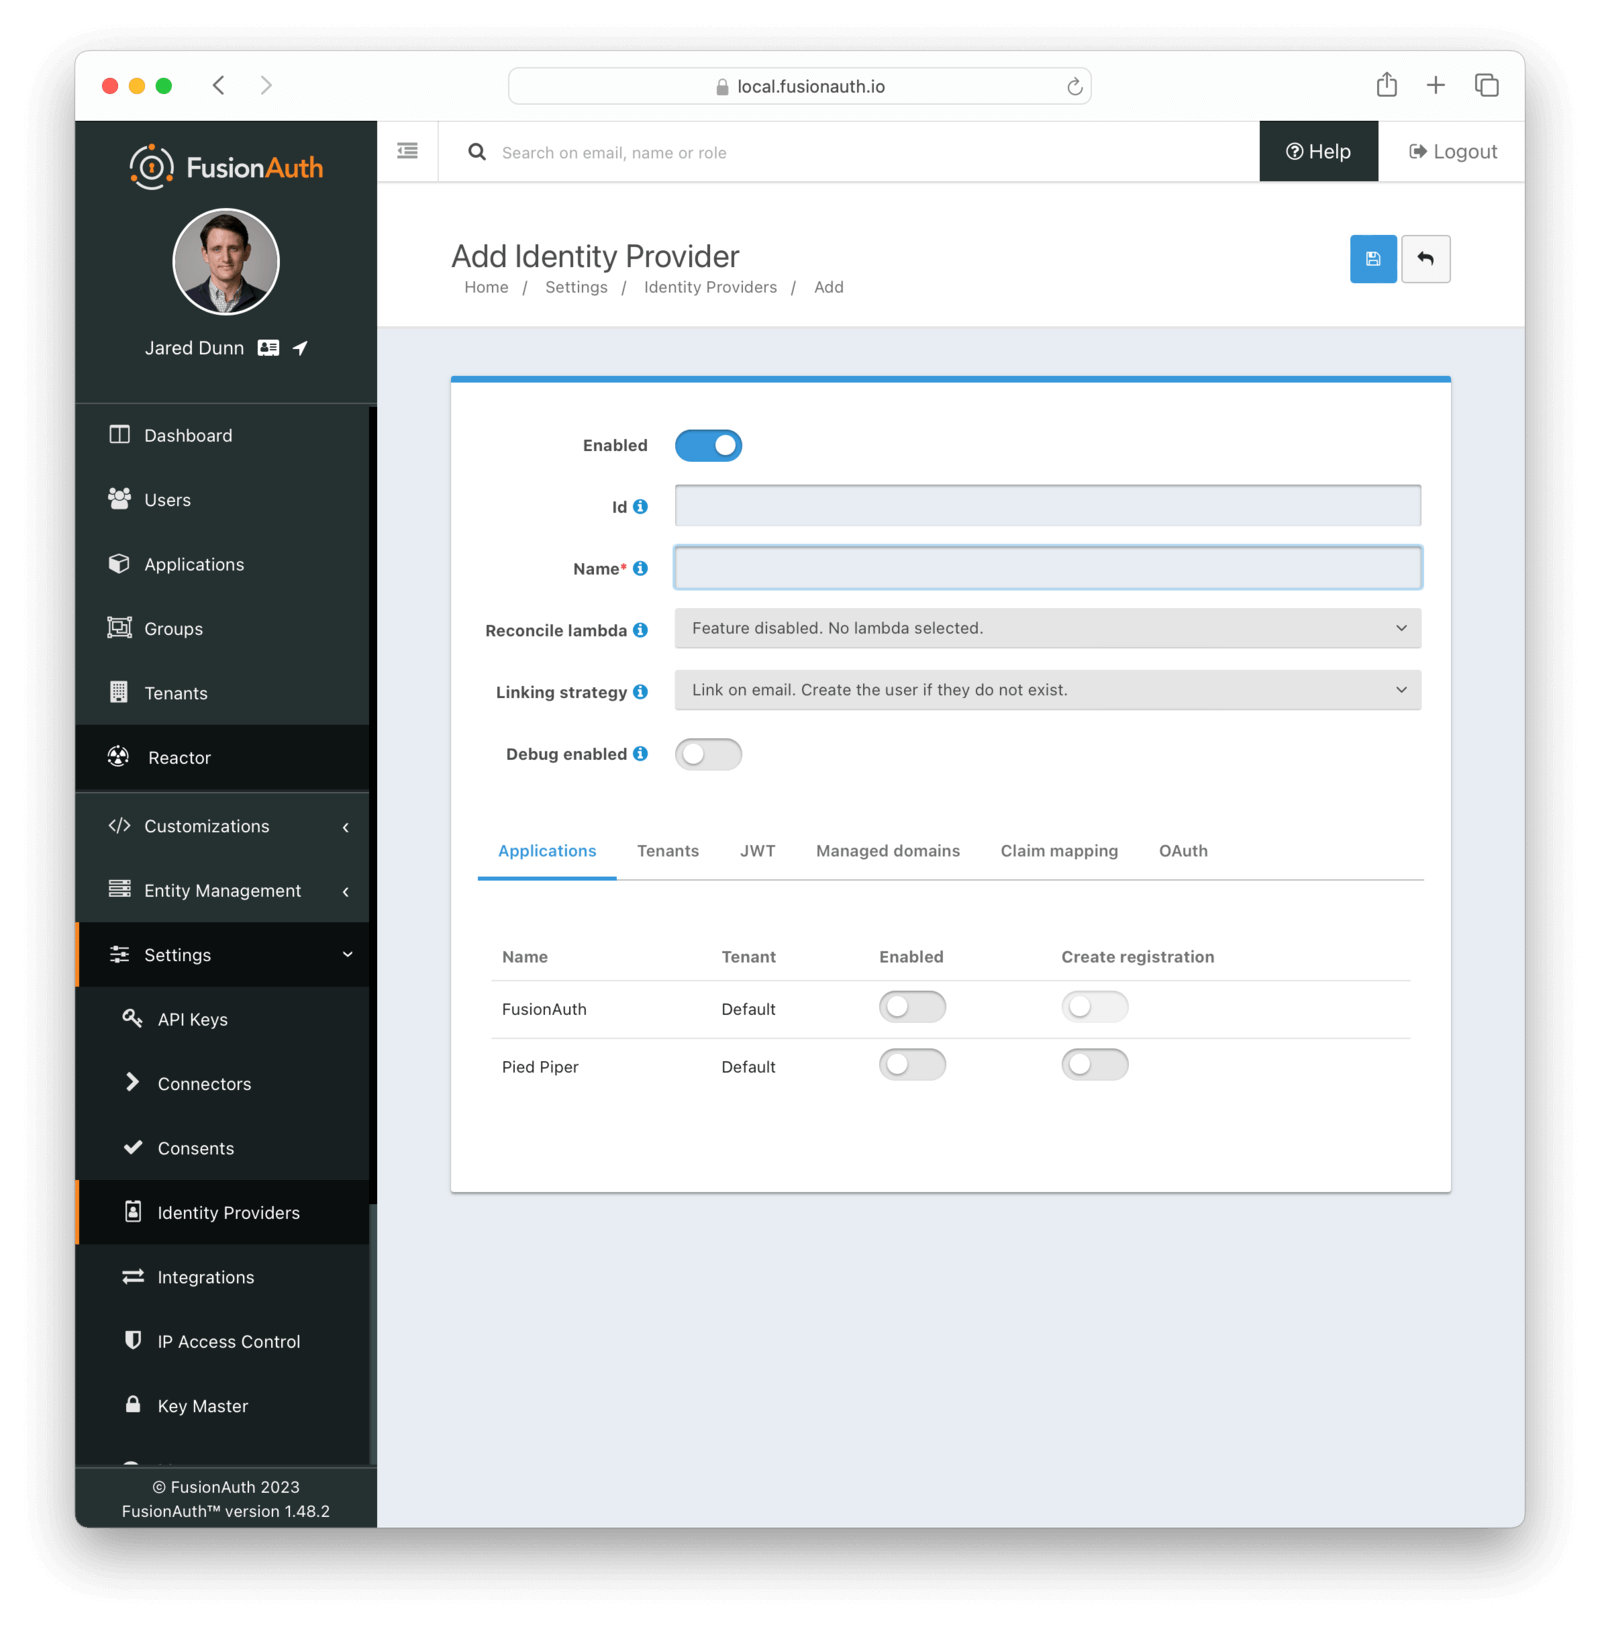 local.fusionauth.io
FusionAuth
Search on email, name or role
Help
Logout
Jared Dunn
Dashboard
Users
Applications
Groups
Tenants
Reactor
Customizations
Entity Management
Settings
API Keys
Connectors
Consents
Identity Providers
Integrations
IP Access Control
Key Master
© FusionAuth 2023
FusionAuth™ version 1.48.2
Add Identity Provider
Home / Settings / Identity Providers / Add
Enabled
Id
Name*
Reconcile lambda Feature disabled. No lambda selected.
Linking strategy Link on email. Create the user if they do not exist.
Debug enabled
Applications Tenants JWT Managed domains Claim mapping OAuth
Name Tenant Enabled Create registration
FusionAuth Default
Pied Piper Default